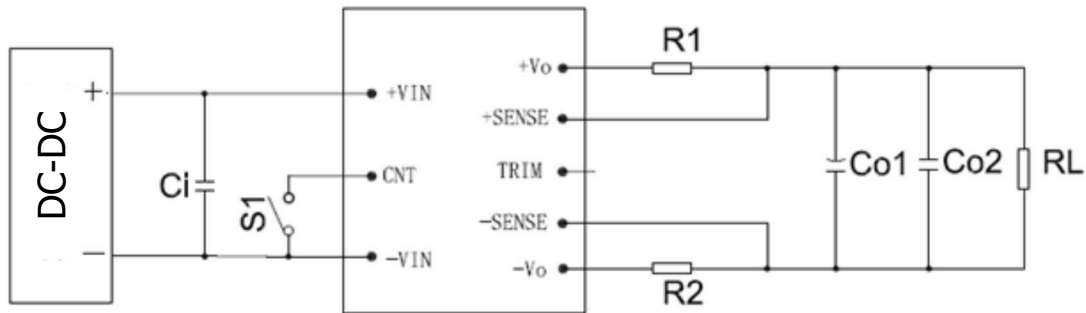 DC-DC
+
−
Ci
S1
+VIN
CNT
−VIN
+Vo
+SENSE
TRIM
−SENSE
−Vo
R1
R2
Co1
Co2
RL